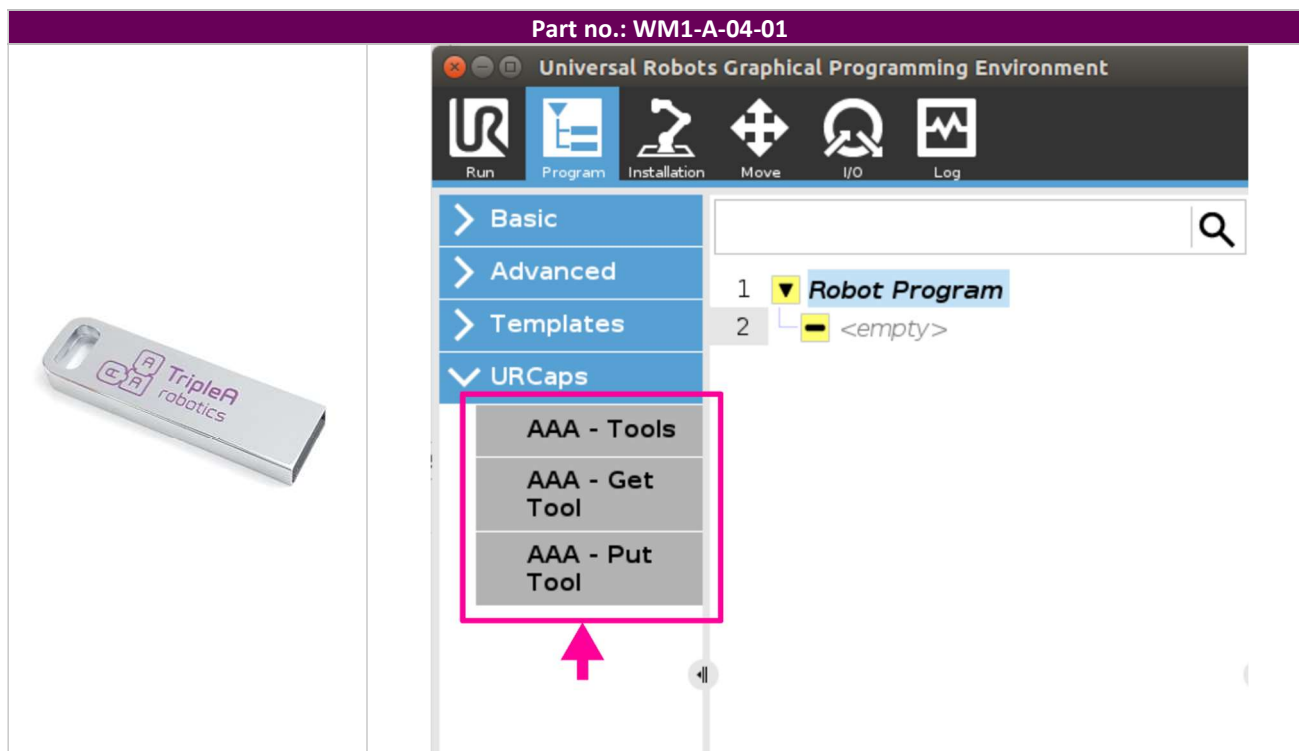 Part no.: WM1-A-04-01
A
A A
TripleA
robotics
Universal Robots Graphical Programming Environment
Run
Program
Installation
Move
I/O
Log
Basic
Advanced
Templates
URCaps
AAA - Tools
AAA - Get
Tool
AAA - Put
Tool
1 Robot Program
2 <empty>